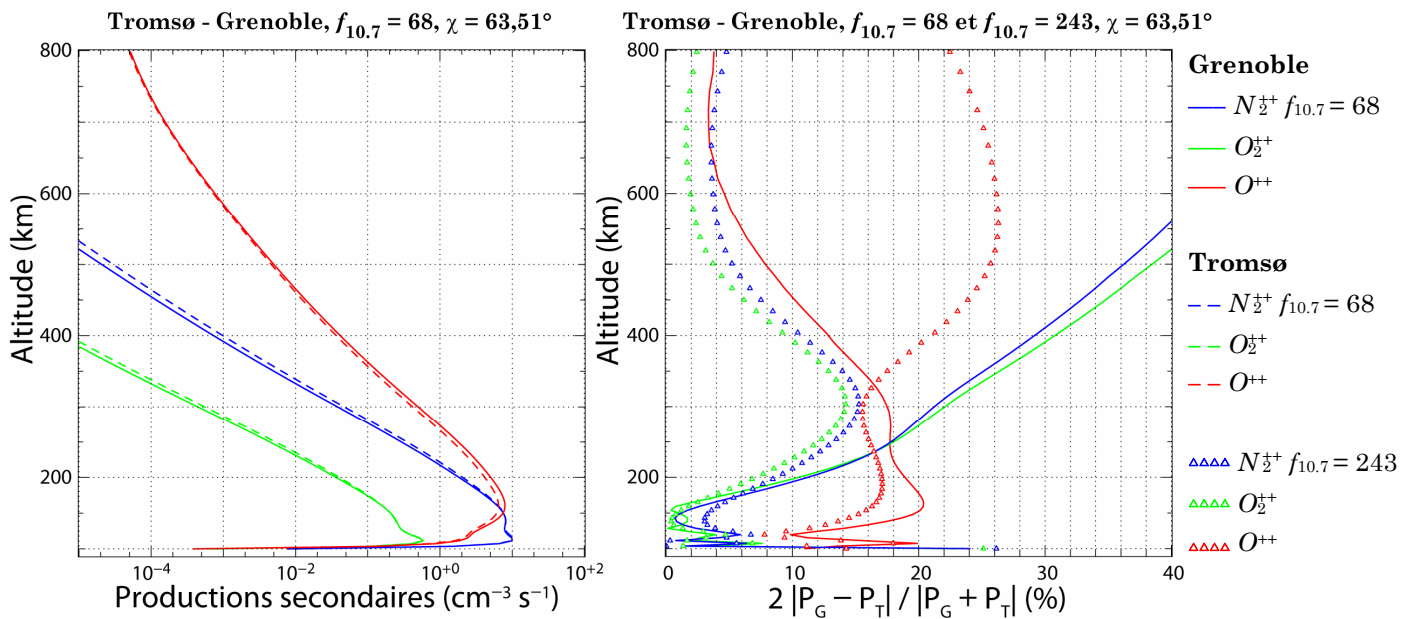 Tromsø - Grenoble, f10.7 = 68, χ = 63,51°
800
600
400
200
Altitude (km)
10−4
10−2
10+0
10+2
Productions secondaires (cm−3 s−1)
Tromsø - Grenoble, f10.7 = 68 et f10.7 = 243, χ = 63,51°
800
600
400
200
Altitude (km)
0
10
20
30
40
2 |PG − PT| / |PG + PT| (%)
Grenoble
N2++ f10.7 = 68
O2++
O++
Tromsø
N2++ f10.7 = 68
O2++
O++
N2++ f10.7 = 243
O2++
O++